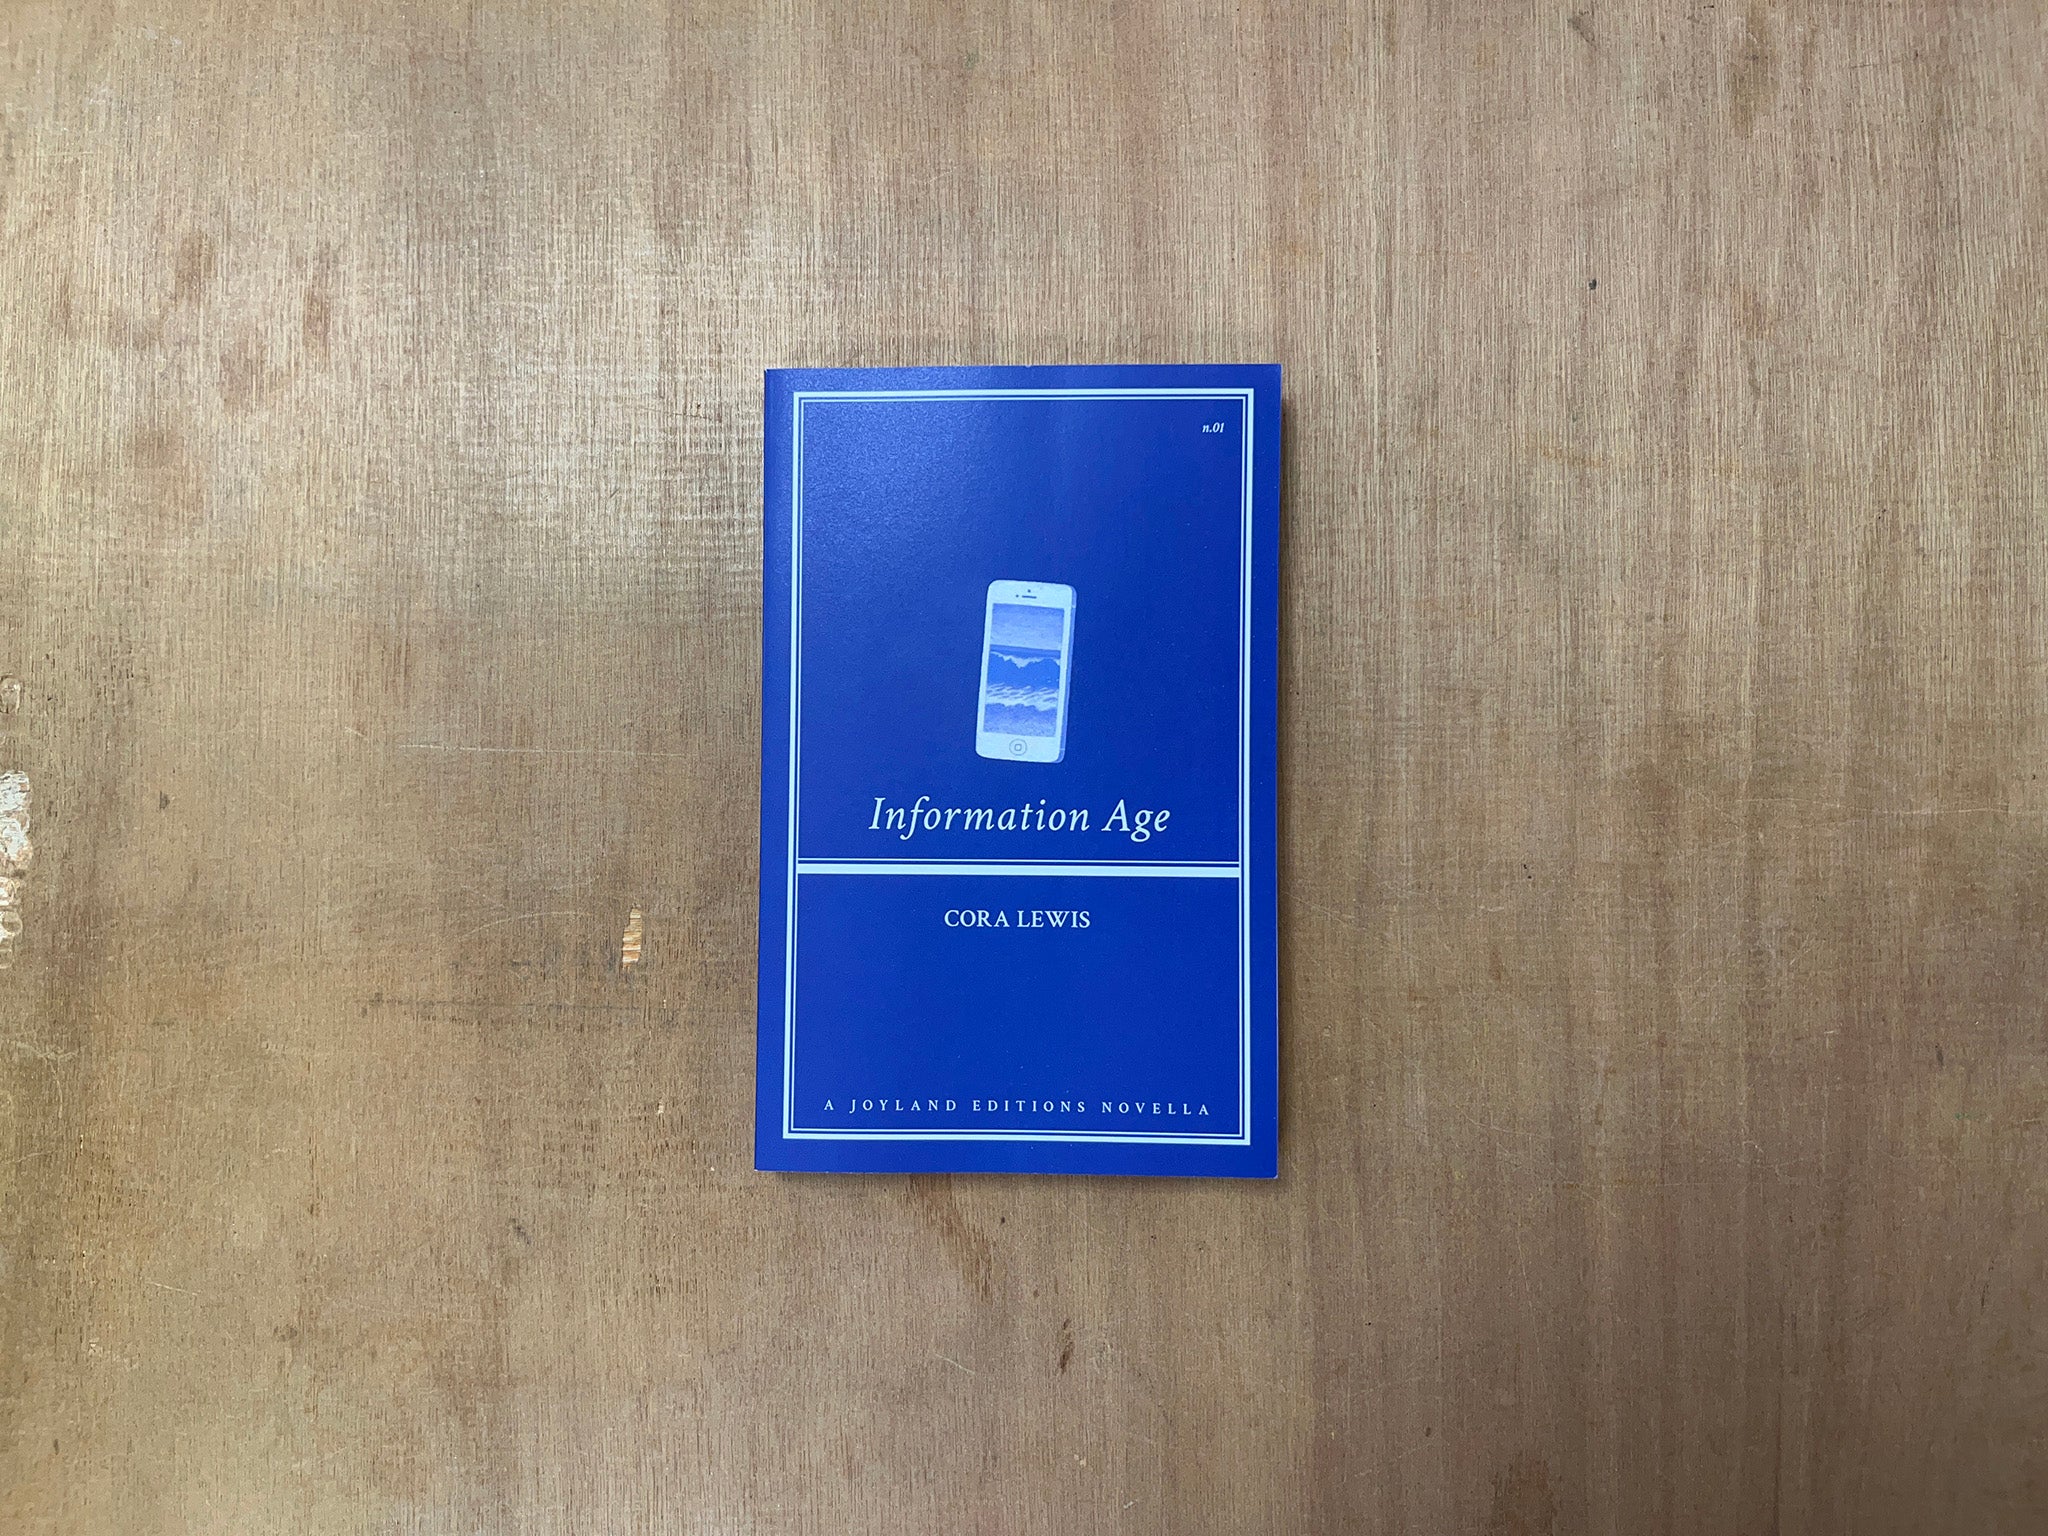 n.01
Information Age
CORA LEWIS
A JOYLAND EDITIONS NOVELLA